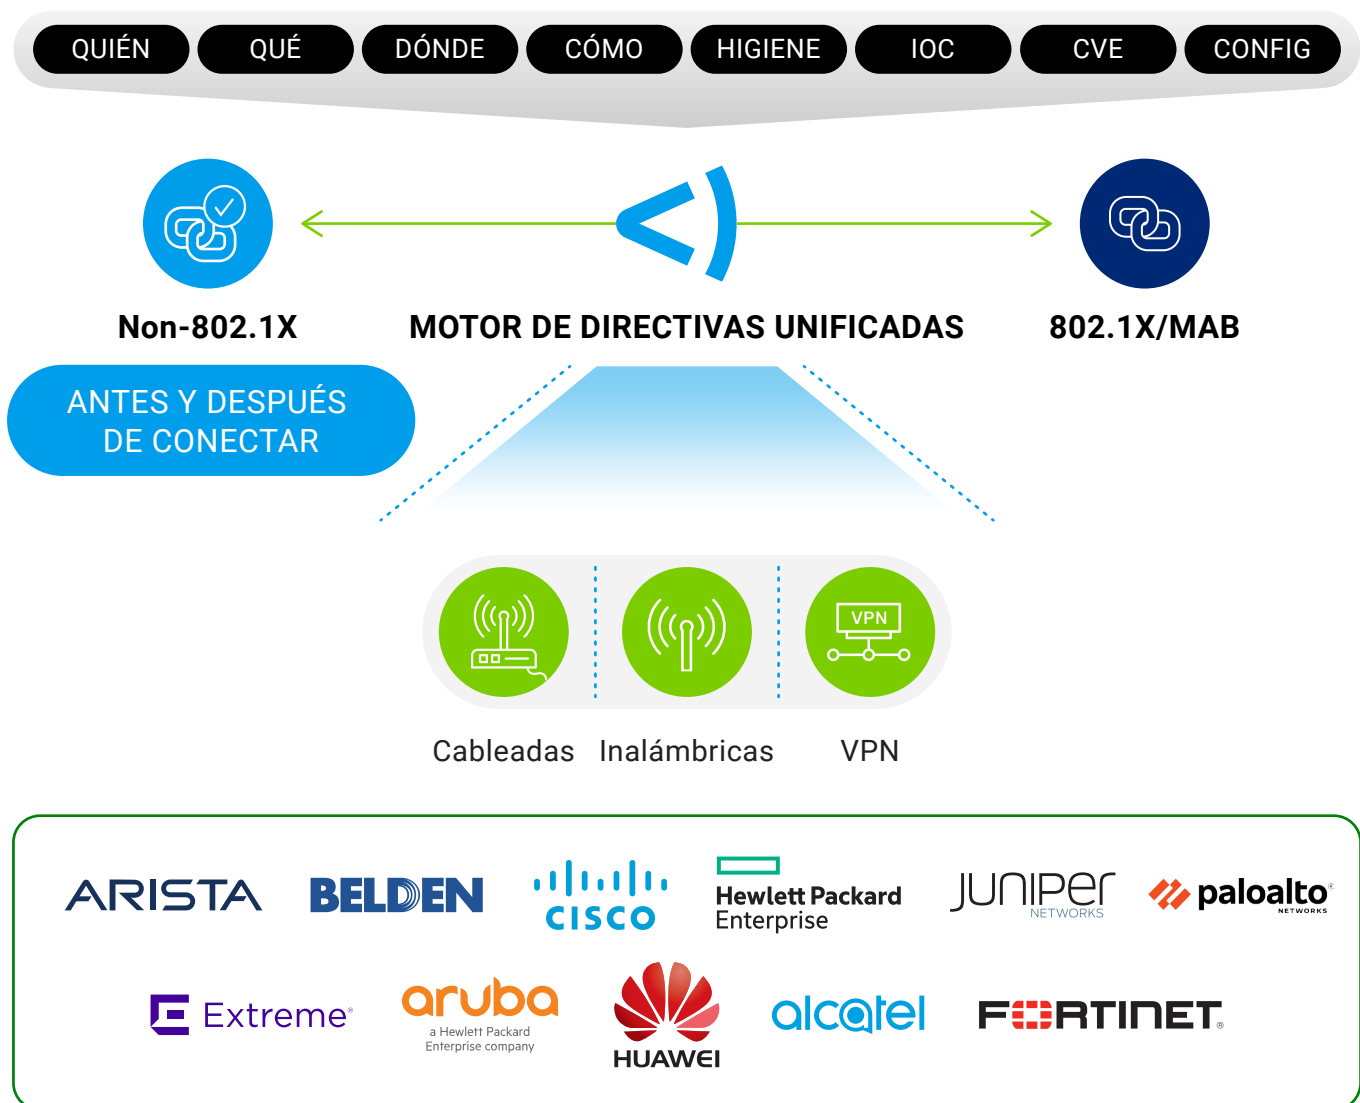 QUIÉN
QUÉ
DÓNDE
CÓMO
HIGIENE
IOC
CVE
CONFIG
Non-802.1X
MOTOR DE DIRECTIVAS UNIFICADAS
802.1X/MAB
ANTES Y DESPUÉS
DE CONECTAR
VPN
Cableadas
Inalámbricas
VPN
ARISTA
BELDEN
CISCO
Hewlett Packard
Enterprise
JUNIPER
NETWORKS
paloalto®
NETWORKS
Extreme®
aruba
a Hewlett Packard
Enterprise company
HUAWEI
alcatel
FORTINET®